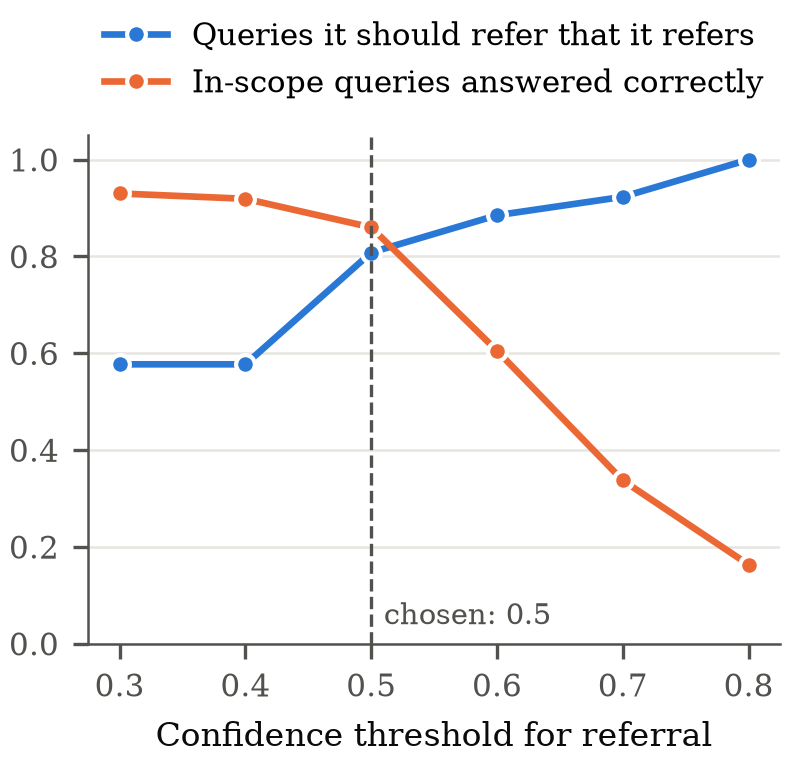 Queries it should refer that it refers
In-scope queries answered correctly
1.0
0.8
0.6
0.4
0.2
0.0
chosen: 0.5
0.3 0.4 0.5 0.6 0.7 0.8
Confidence threshold for referral